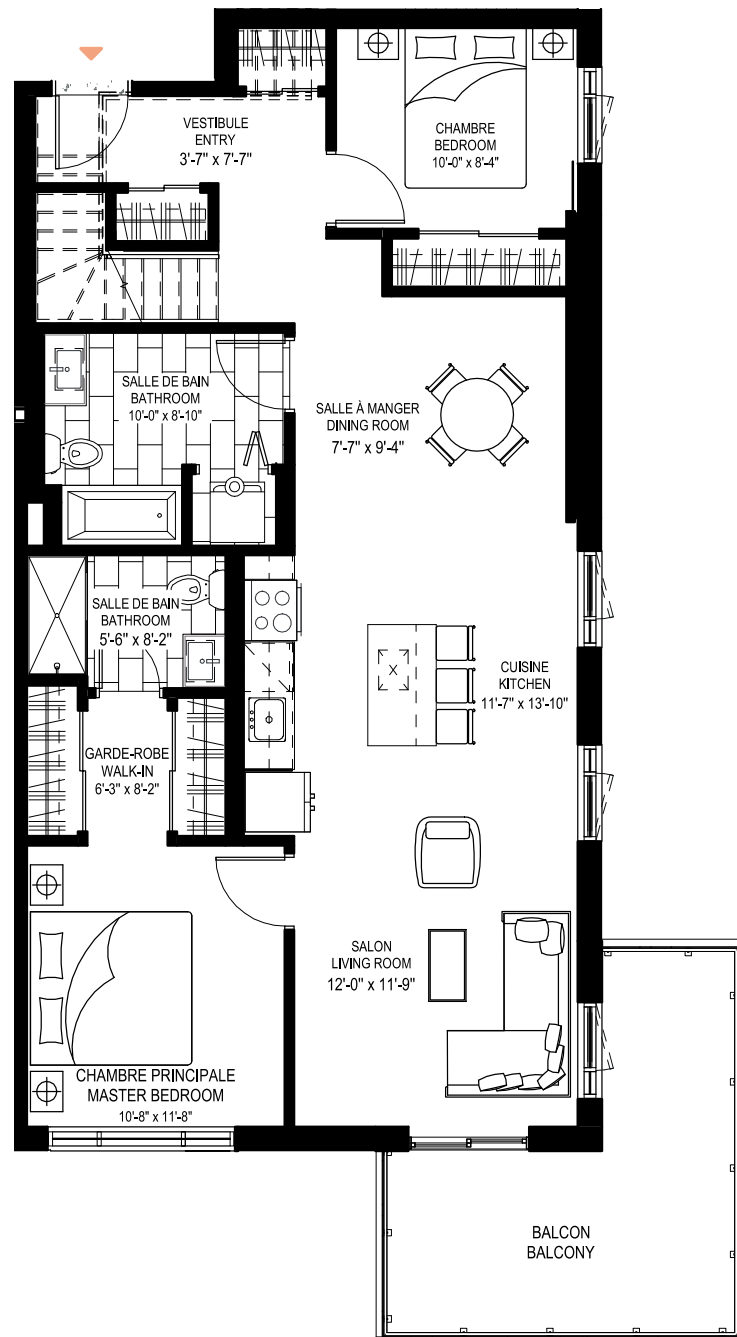 VESTIBULE
ENTRY
3'-7" x 7'-7"
CHAMBRE
BEDROOM
10'-0" x 8'-4"
SALLE DE BAIN
BATHROOM
10'-0" x 8'-10"
SALLE À MANGER
DINING ROOM
7'-7" x 9'-4"
SALLE DE BAIN
BATHROOM
5'-6" x 8'-2"
CUISINE
KITCHEN
11'-7" x 13'-10"
GARDE-ROBE
WALK-IN
6'-3" x 8'-2"
SALON
LIVING ROOM
12'-0" x 11'-9"
CHAMBRE PRINCIPALE
MASTER BEDROOM
10'-8" x 11'-8"
BALCON
BALCONY